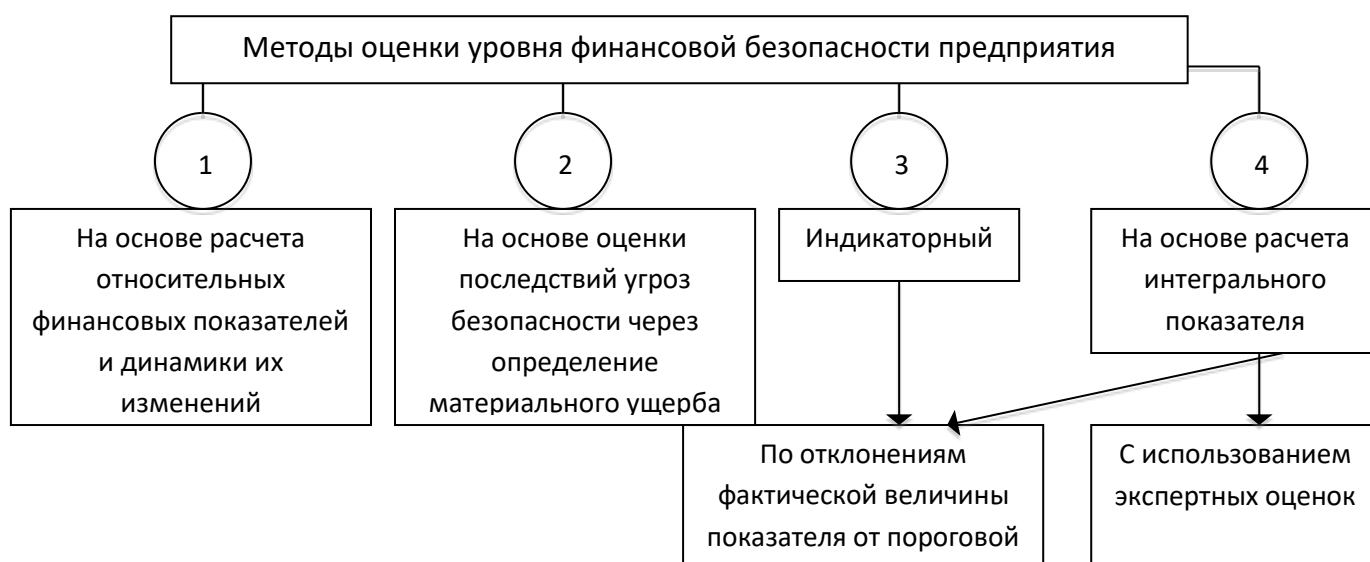 Методы оценки уровня финансовой безопасности предприятия
1
2
3
4
На основе расчета
относительных
финансовых показателей
и динамики их
изменений
На основе оценки
последствий угроз
безопасности через
определение
материального ущерба
Индикаторный
На основе расчета
интегрального
показателя
По отклонениям
фактической величины
показателя от пороговой
С использованием
экспертных оценок